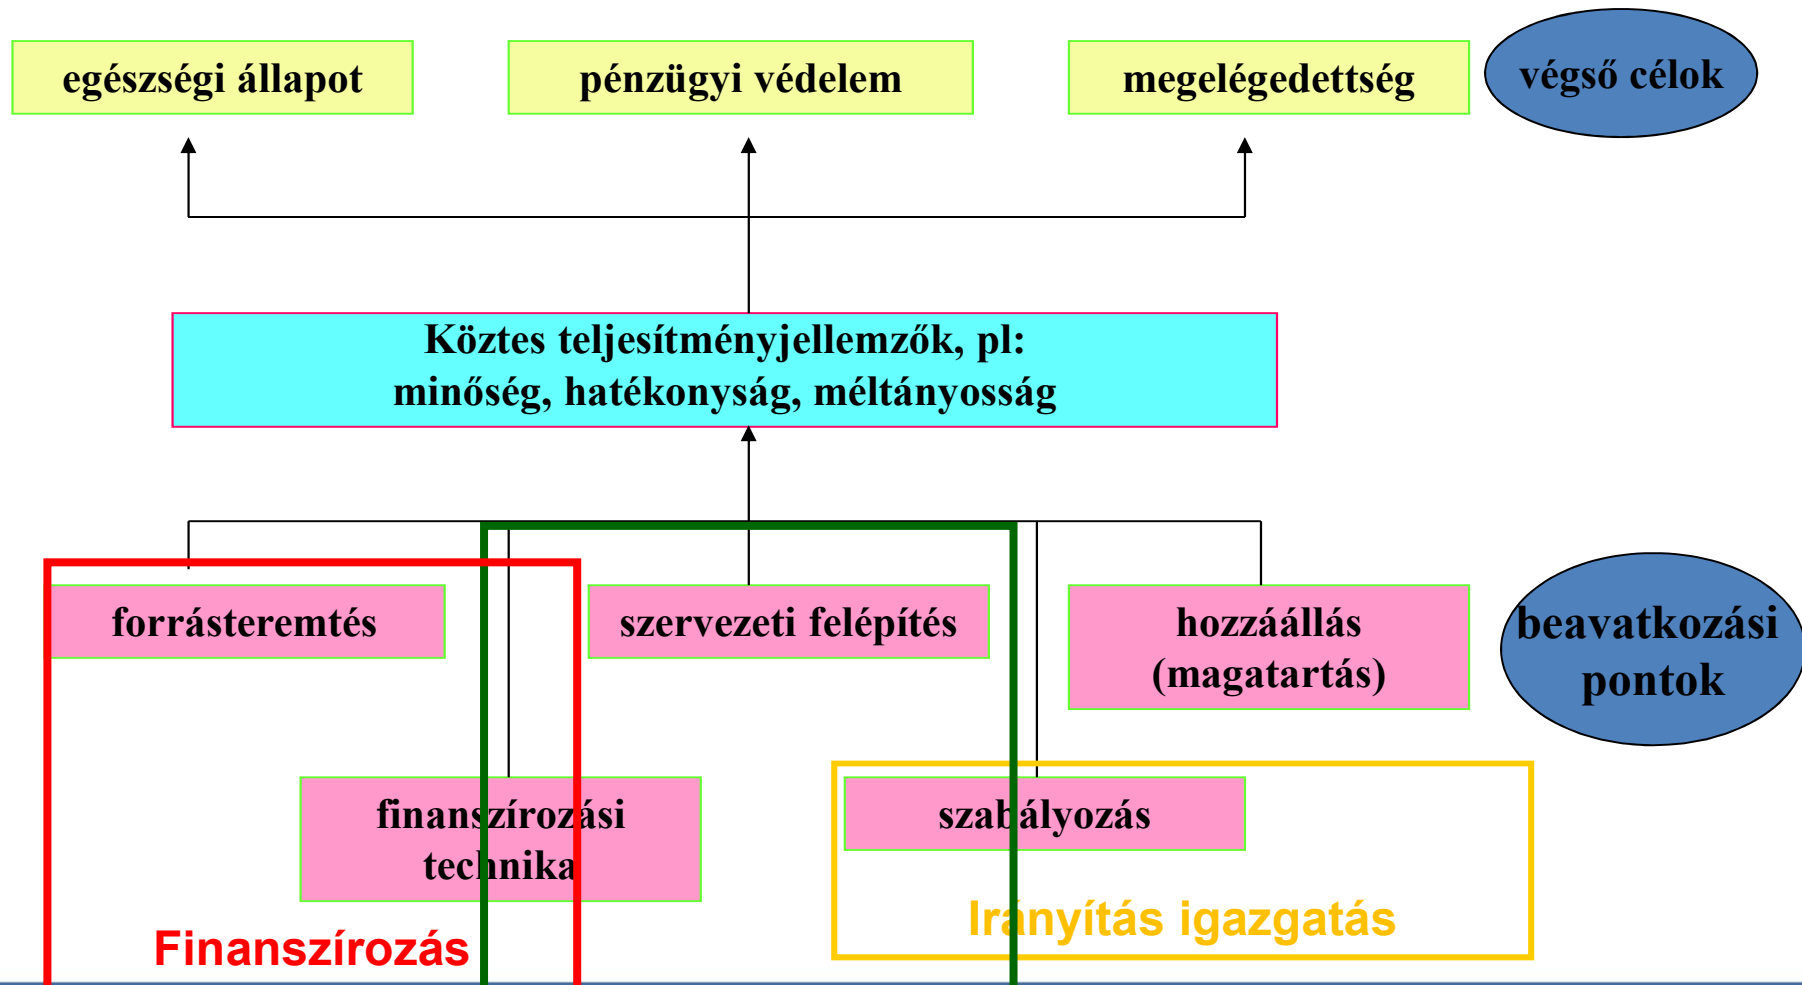 egészségi állapot
pénzügyi védelem
megelégedettség
végső célok
Köztes teljesítményjellemzők, pl:
minőség, hatékonyság, méltányosság
forrásteremtés
szervezeti felépítés
hozzáállás
(magatartás)
beavatkozási
pontok
finanszírozási
technika
szabályozás
Irányítás igazgatás
Finanszírozás